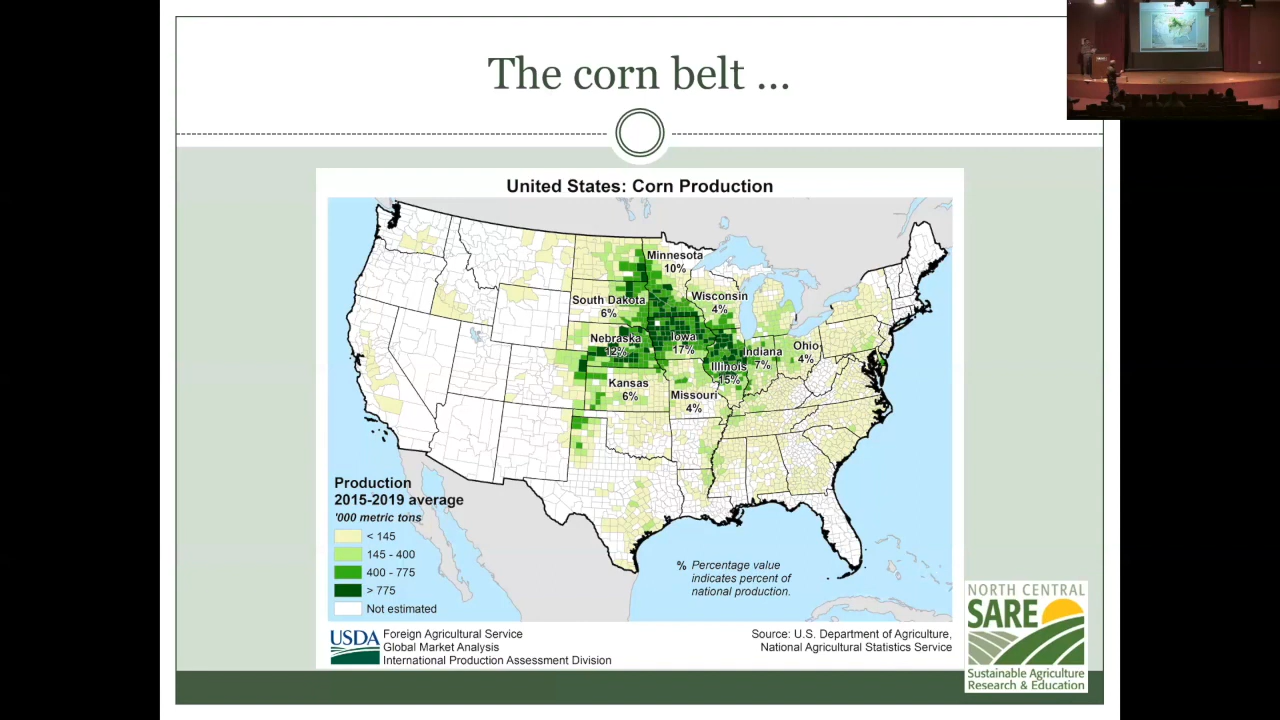 The corn belt ...
United States: Corn Production
Minnesota
10%
South Dakota
6%
Wisconsin
4%
Nebraska
12%
Iowa
17%
Illinois
15%
Indiana
7%
Ohio
4%
Kansas
6%
Missouri
4%
Production
2015-2019 average
'000 metric tons
< 145
145 - 400
400 - 775
> 775
Not estimated
% Percentage value
indicates percent of
national production.
USDA
Foreign Agricultural Service
Global Market Analysis
International Production Assessment Division
Source: U.S. Department of Agriculture,
National Agricultural Statistics Service
NORTH CENTRAL
SARE
Sustainable Agriculture
Research & Education